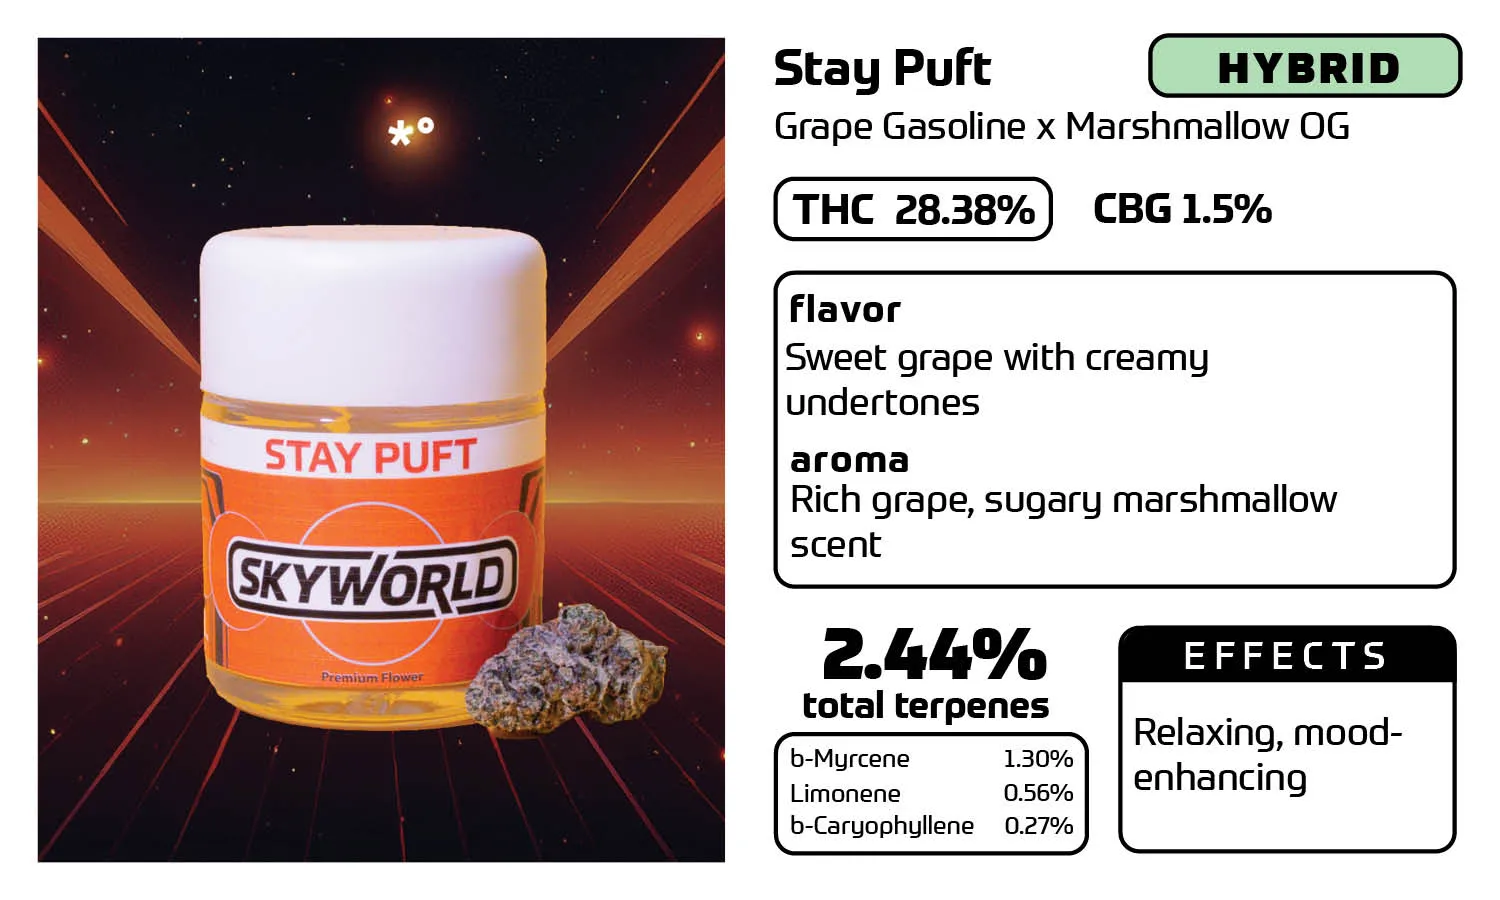 *°
STAY PUFT
SKYWORLD
Premium Flower
Stay Puft
HYBRID
Grape Gasoline x Marshmallow OG
THC 28.38%
CBG 1.5%
flavor
Sweet grape with creamy
undertones
aroma
Rich grape, sugary marshmallow
scent
2.44%
total terpenes
b-Myrcene 1.30%
Limonene 0.56%
b-Caryophyllene 0.27%
EFFECTS
Relaxing, mood-
enhancing